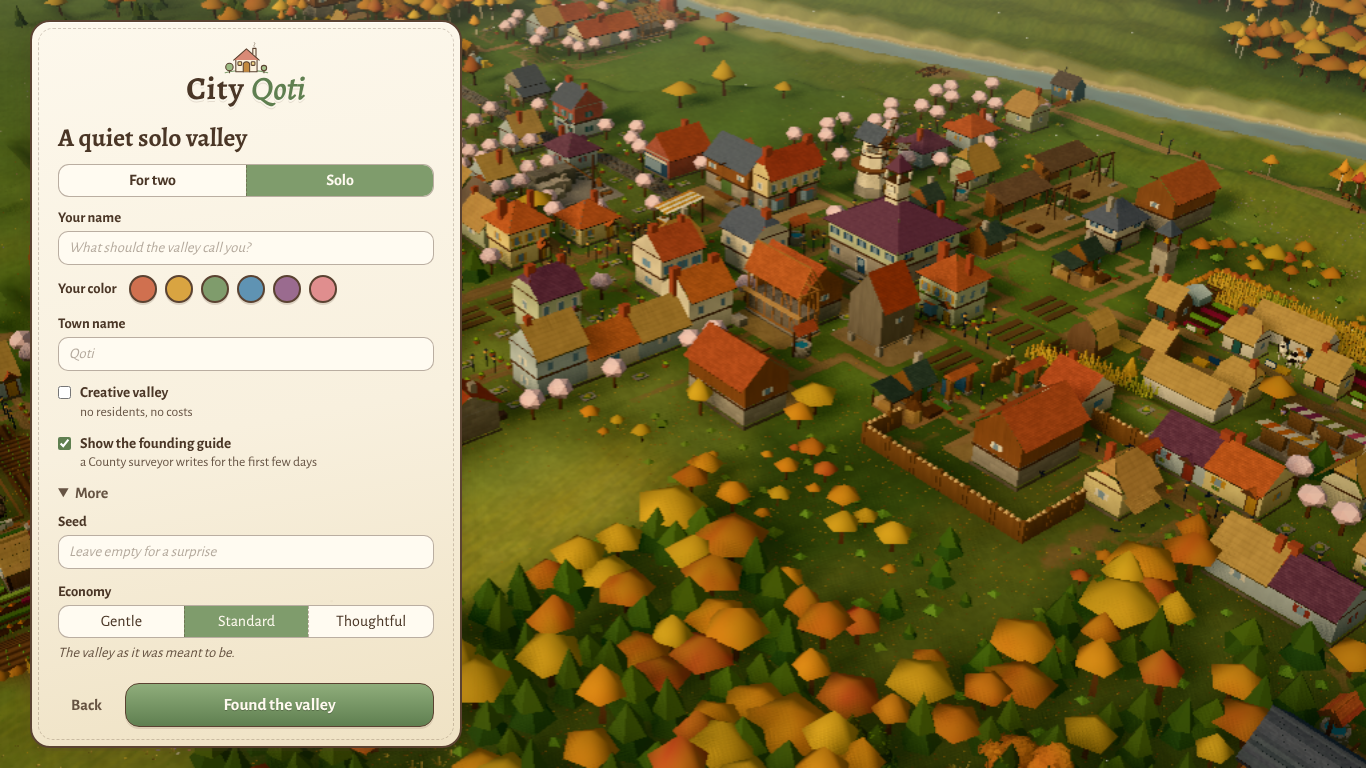 City Qoti
A quiet solo valley
For two
Solo
Your name
What should the valley call you?
Your color
Town name
Qoti
Creative valley
no residents, no costs
Show the founding guide
a County surveyor writes for the first few days
▼ More
Seed
Leave empty for a surprise
Economy
Gentle
Standard
Thoughtful
The valley as it was meant to be.
Back
Found the valley